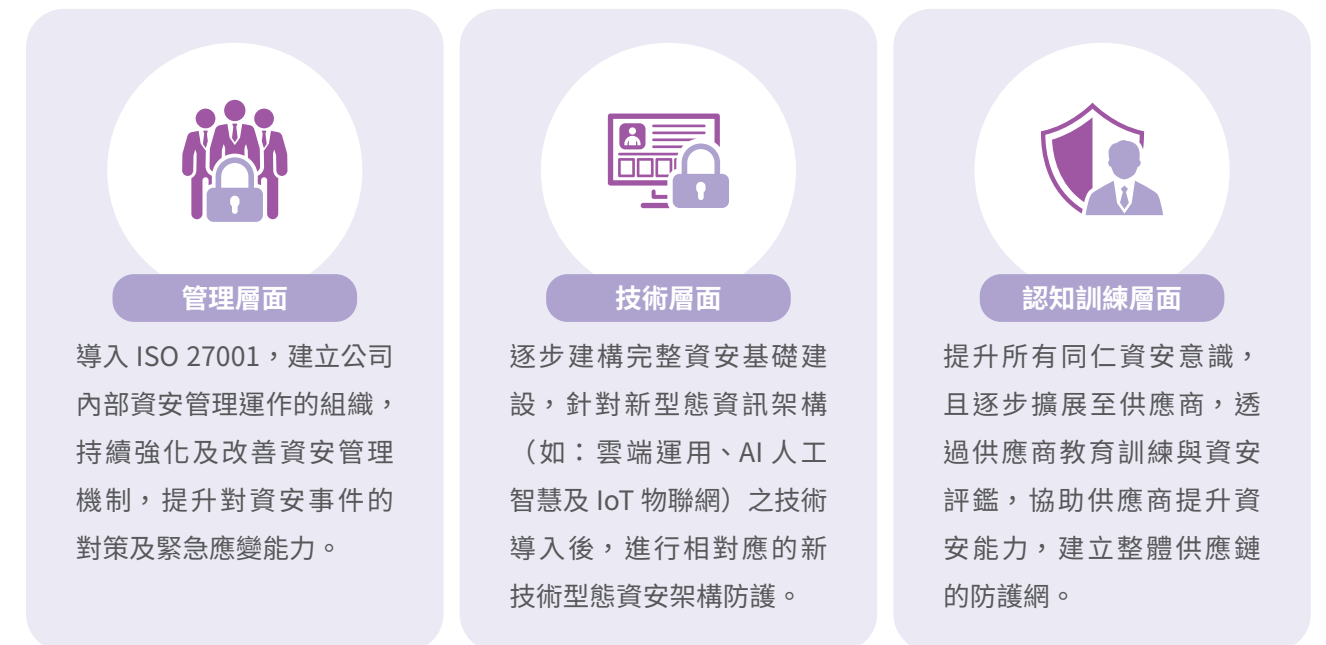 管理層面
導入 ISO 27001，建立公司
內部資安管理運作的組織，
持續強化及改善資安管理
機制，提升對資安事件的
對策及緊急應變能力。
技術層面
逐步建構完整資安基礎建
設，針對新型態資訊架構
（如：雲端運用、AI 人工
智慧及 IoT 物聯網）之技術
導入後，進行相對應的新
技術型態資安架構防護。
認知訓練層面
提升所有同仁資安意識，
且逐步擴展至供應商，透
過供應商教育訓練與資安
評鑑，協助供應商提升資
安能力，建立整體供應鏈
的防護網。